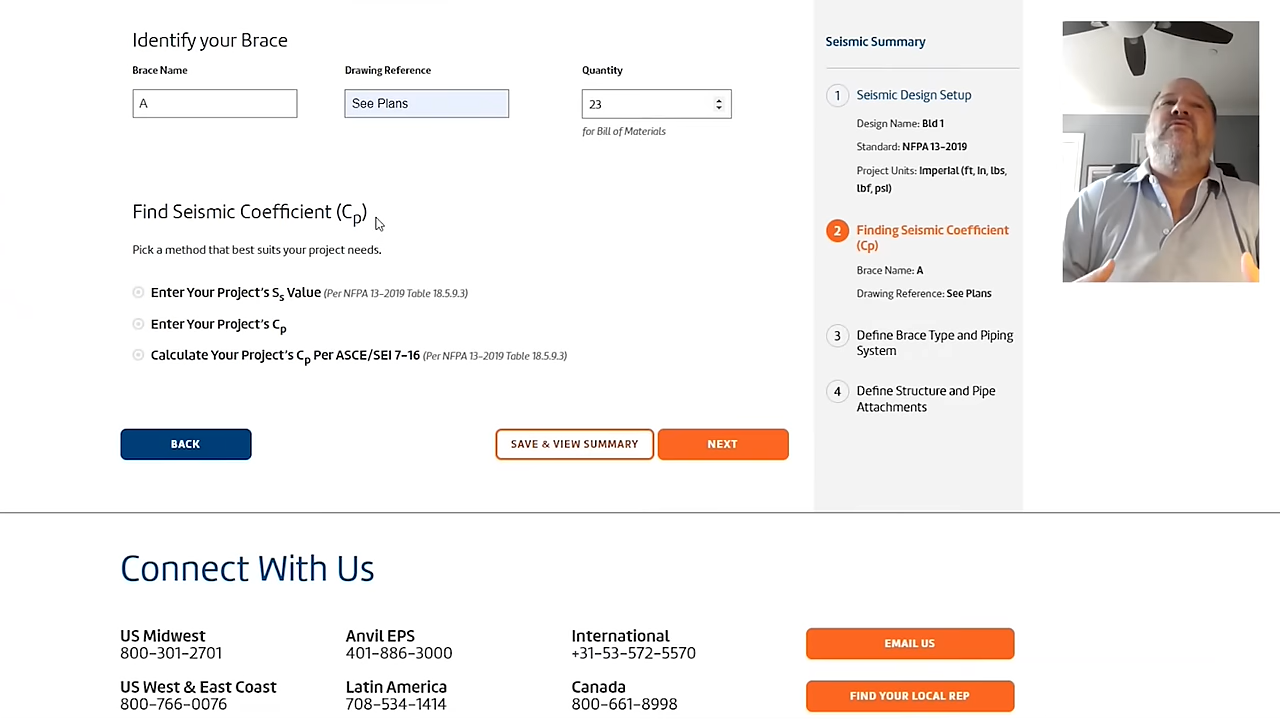 Identify your Brace
Brace Name
Drawing Reference
Quantity
A
See Plans
23
for Bill of Materials
Find Seismic Coefficient (Cp)
Pick a method that best suits your project needs.
Enter Your Project's Ss Value (Per NFPA 13-2019 Table 18.5.9.3)
Enter Your Project's Cp
Calculate Your Project's Cp Per ASCE/SEI 7-16 (Per NFPA 13-2019 Table 18.5.9.3)
BACK
SAVE & VIEW SUMMARY
NEXT
Seismic Summary
1 Seismic Design Setup
Design Name: Bld 1
Standard: NFPA 13-2019
Project Units: Imperial (ft, in, lbs,
lbf, psi)
2 Finding Seismic Coefficient
(Cp)
Brace Name: A
Drawing Reference: See Plans
3 Define Brace Type and Piping
System
4 Define Structure and Pipe
Attachments
Connect With Us
US Midwest
800-301-2701
Anvil EPS
401-886-3000
International
+31-53-572-5570
EMAIL US
US West & East Coast
800-766-0076
Latin America
708-534-1414
Canada
800-661-8998
FIND YOUR LOCAL REP